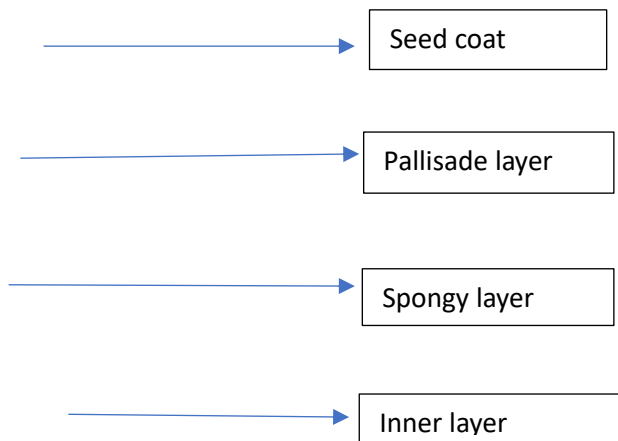 Seed coat
Pallisade layer
Spongy layer
Inner layer